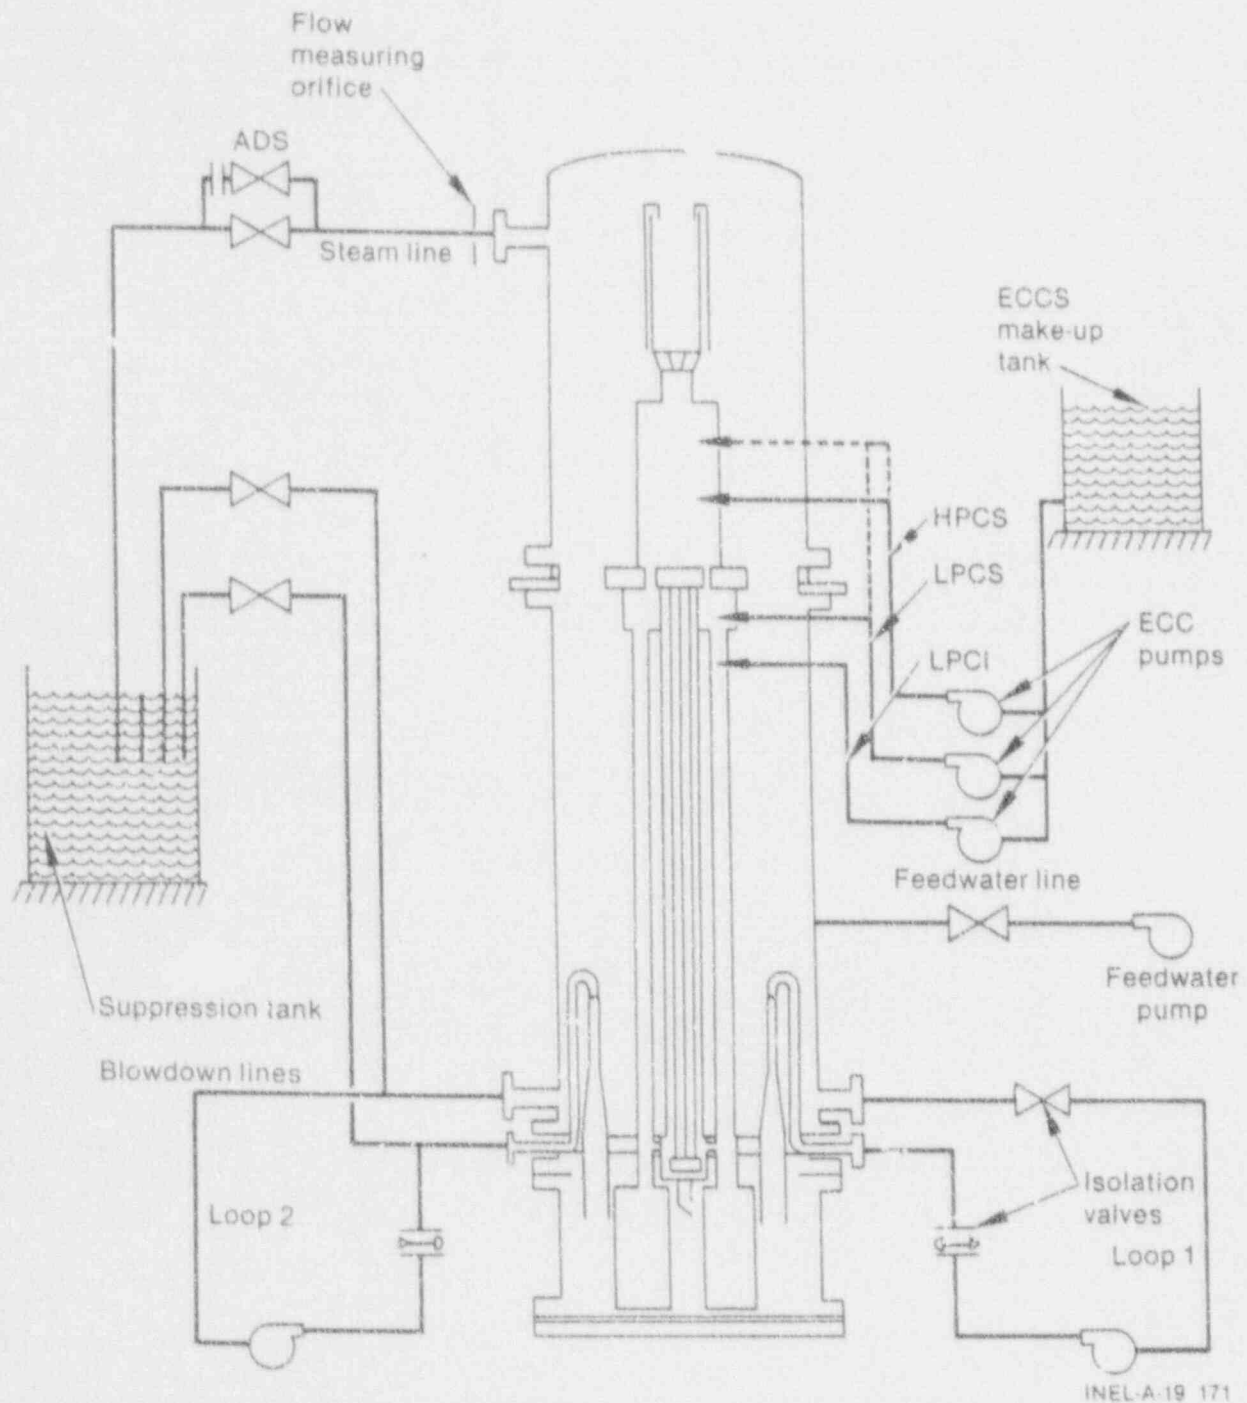 Flow
measuring
orifice
ADS
Steam line
ECCS
make-up
tank
HPCS
LPCS
ECC
pumps
LPCI
Feedwater line
Feedwater
pump
Suppression tank
Blowdown lines
Isolation
valves
Loop 2
Loop 1
INEL-A-19 171